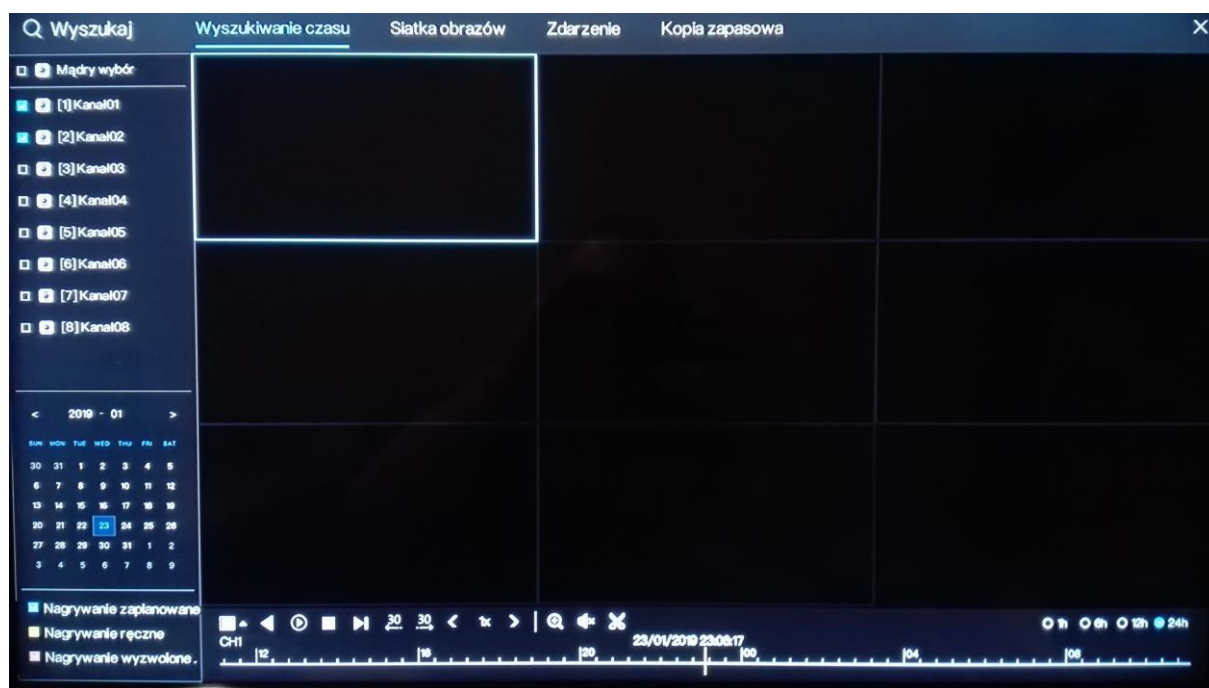 Wyszukaj Wyszukiwanie czasu Siatka obrazów Zdarzenie Kopia zapasowa X
Mądry wybór
[1]Kanał01
[2]Kanał02
[3]Kanał03
[4]Kanał04
[5]Kanał05
[6]Kanał06
[7]Kanał07
[8]Kanał08
< 2019 - 01 >
SUN MON TUE WED THU FRI SAT
30 31 1 2 3 4 5
6 7 8 9 10 11 12
13 14 15 16 17 18 19
20 21 22 23 24 25 26
27 28 29 30 31 1 2
3 4 5 6 7 8 9
Nagrywanie zaplanowane
Nagrywanie ręczne
Nagrywanie wyzwolone.
30 30 < 1x > 1h 6h 12h 24h
CH1 23/01/2019 23:08:17
12 16 20 00 04 08